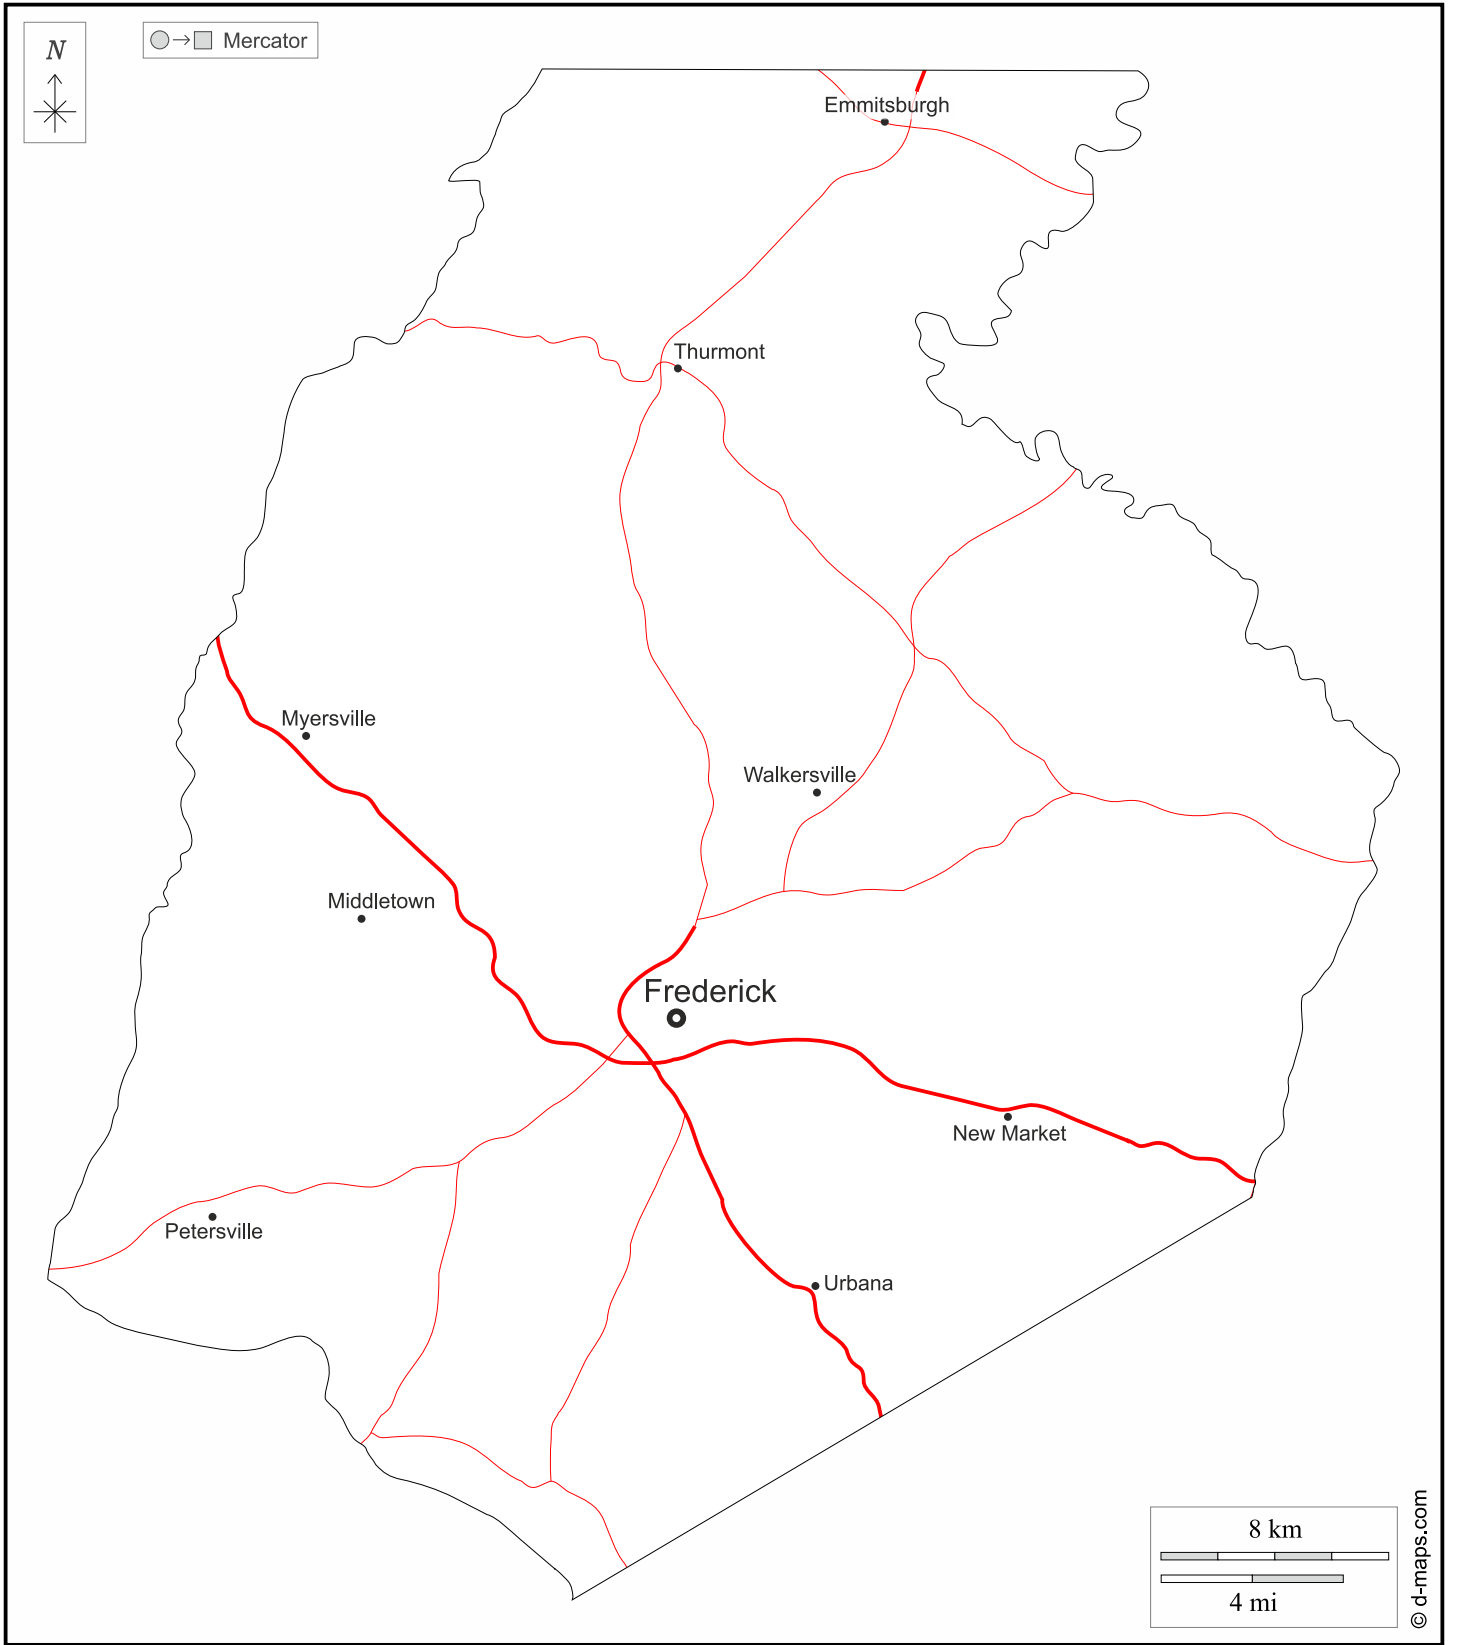 N
Mercator
Emmitsburgh
Thurmont
Myersville
Walkersville
Middletown
Frederick
New Market
Petersville
Urbana
8 km
4 mi
© d-maps.com